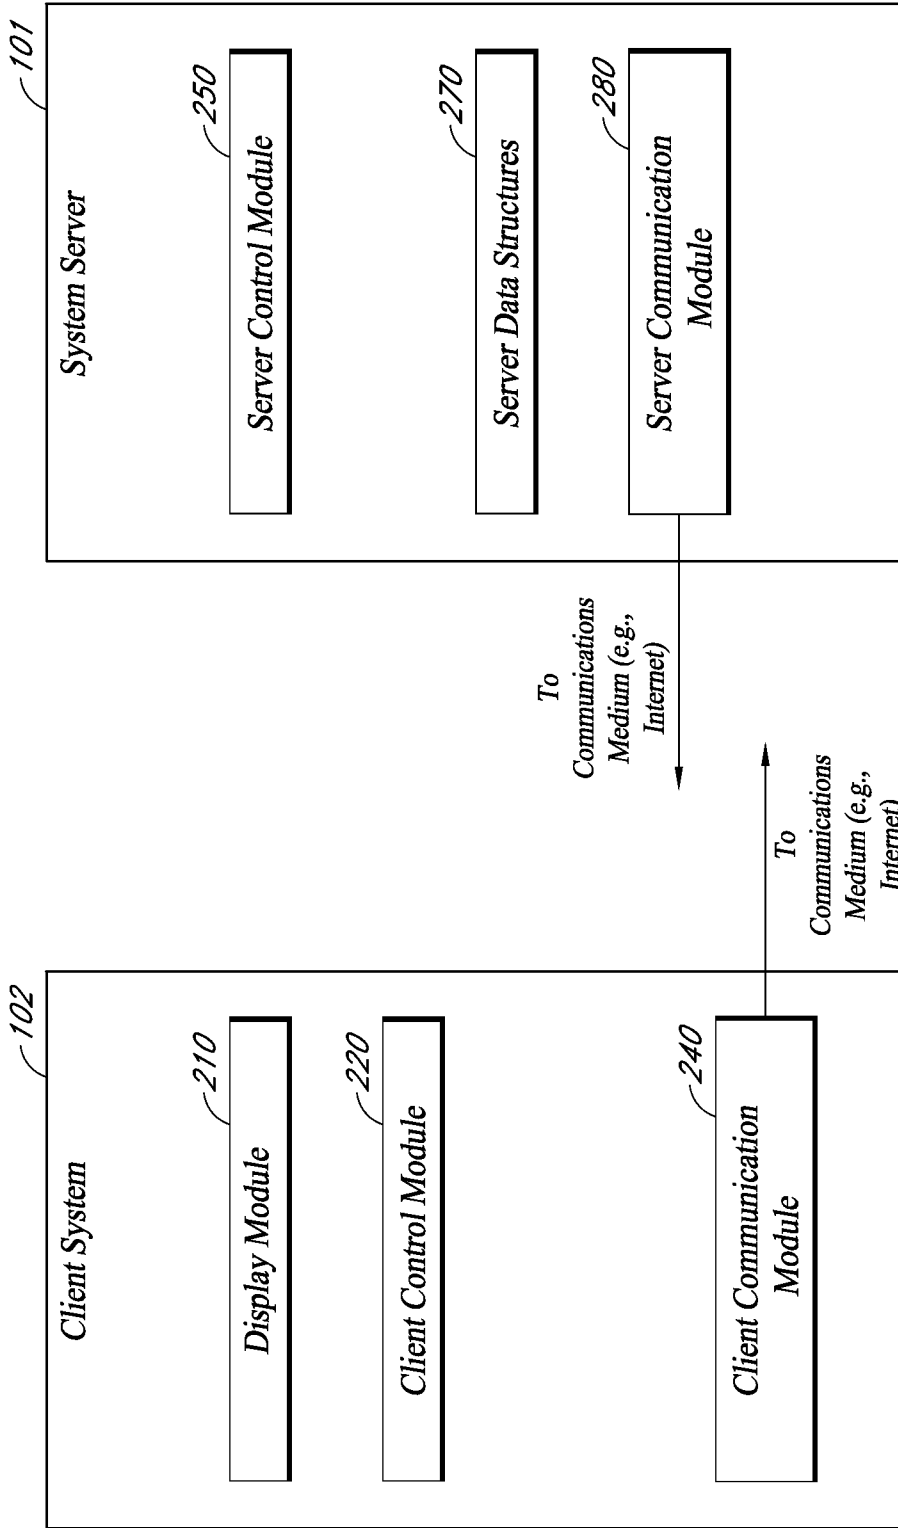 102
Client System
210
Display Module
220
Client Control Module
240
Client Communication
Module
To
Communications
Medium (e.g.,
Internet)
101
System Server
250
Server Control Module
270
Server Data Structures
280
Server Communication
Module
To
Communications
Medium (e.g.,
Internet)